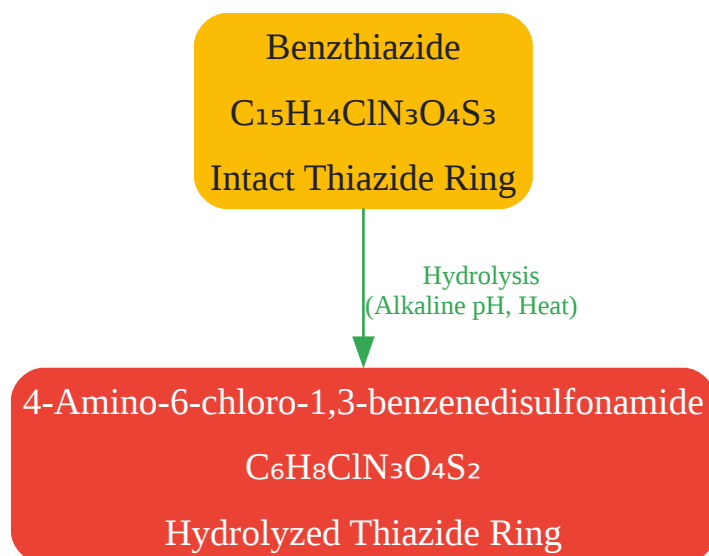 Benzthiazide
C₁₅H₁₄ClN₃O₄S₃
Intact Thiazide Ring
Hydrolysis
(Alkaline pH, Heat)
4-Amino-6-chloro-1,3-benzenedisulfonamide
C₆H₈ClN₃O₄S₂
Hydrolyzed Thiazide Ring